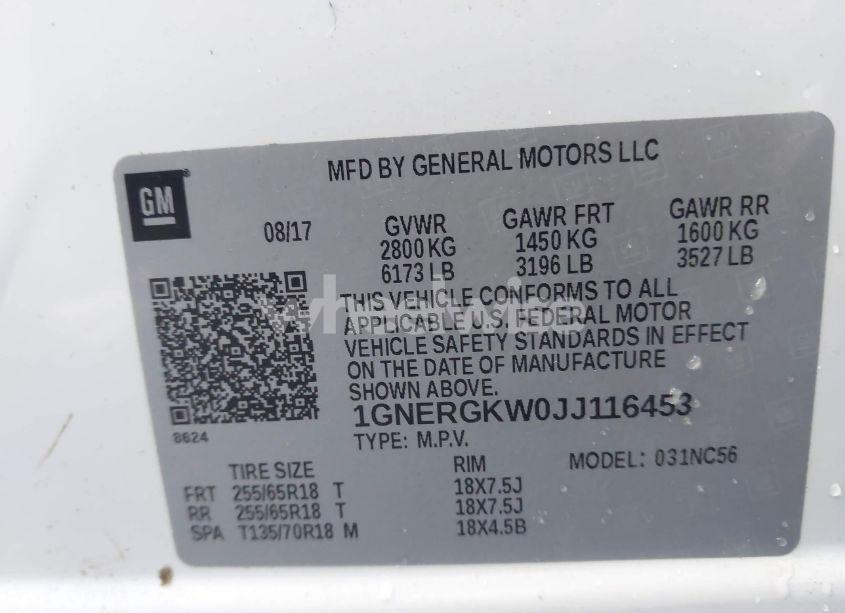 MFD BY GENERAL MOTORS LLC
GM
08/17
GVWR
2800 KG
6173 LB
GAWR FRT
1450 KG
3196 LB
GAWR RR
1600 KG
3527 LB
THIS VEHICLE CONFORMS TO ALL
APPLICABLE U.S. FEDERAL MOTOR
VEHICLE SAFETY STANDARDS IN EFFECT
ON THE DATE OF MANUFACTURE
SHOWN ABOVE.
1GNERGKW0JJ116453
8624
TYPE: M.P.V.
MODEL: 031NC56
TIRE SIZE RIM
FRT 255/65R18 T 18X7.5J
RR 255/65R18 T 18X7.5J
SPA T135/70R18 M 18X4.5B